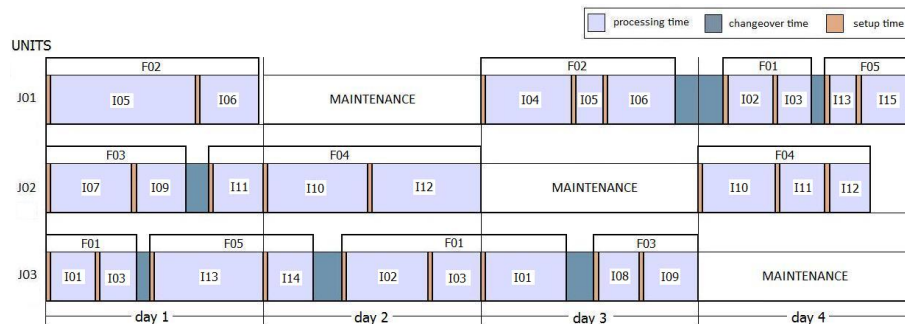 processing time changeover time setup time
UNITS
F02 F02 F01 F05
J01 I05 I06 MAINTENANCE I04 I05 I06 I02 I03 I13 I15
F03 F04 F04
J02 I07 I09 I11 I10 I12 MAINTENANCE I10 I11 I12
F01 F05 F01 F03
J03 I01 I03 I13 I14 I02 I03 I01 I08 I09 MAINTENANCE
day 1 day 2 day 3 day 4